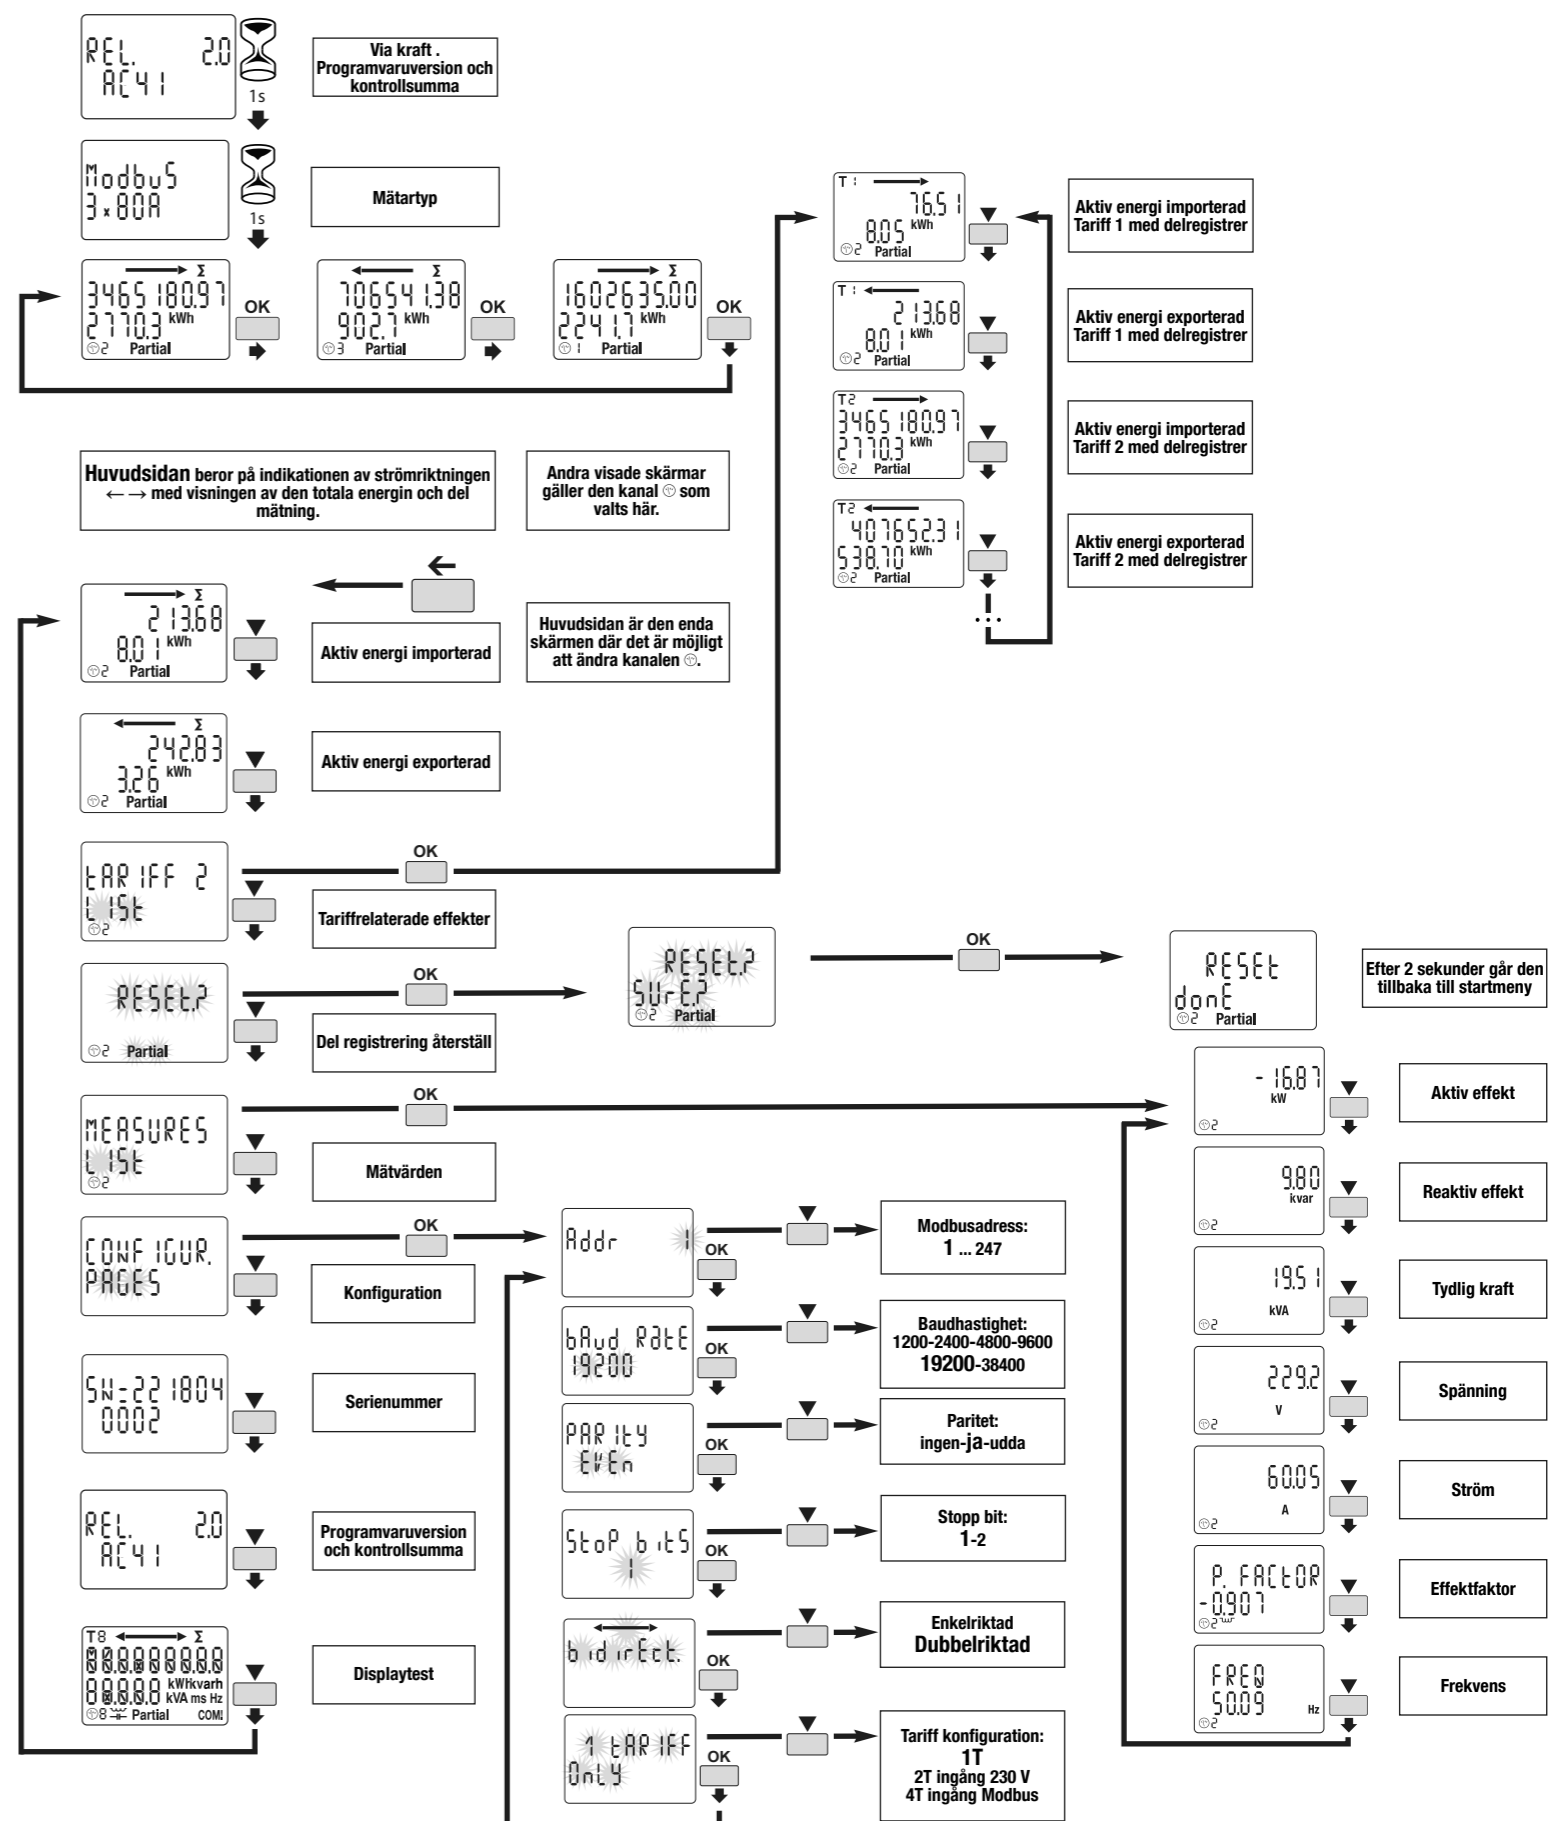 REL. 2.0
AC41
1s
Via kraft .
Programvaruversion och
kontrollsumma
Modbus
3x80A
1s
Mätartyp
Σ
3465180.97
2770.3 kWh
2 Partial
OK
Σ
706541.38
902.7 kWh
3 Partial
OK
Σ
1602635.00
2241.7 kWh
1 Partial
OK
Huvudsidan beror på indikationen av strömriktningen
←→ med visningen av den totala energin och del
mätning.
Andra visade skärmar
gäller den kanal som
valts här.
Σ
213.68
8.01 kWh
2 Partial
Aktiv energi importerad
Huvudsidan är den enda
skärmen där det är möjligt
att ändra kanalen .
Σ
242.83
3.26 kWh
2 Partial
Aktiv energi exporterad
tARIFF 2
LISt
2
OK
Tariffrelaterade effekter
RESEt.?
2 Partial
OK
Del registrering återställ
RESEt.?
SUrE.?
2 Partial
OK
RESEt
donE
2 Partial
Efter 2 sekunder går den
tillbaka till startmeny
MEASURES
LISt
2
OK
Mätvärden
CONFIGUR.
PAGES
OK
Konfiguration
SN=221804
0002
Serienummer
REL. 2.0
AC41
Programvaruversion
och kontrollsumma
T8 Σ
88888888
88888 kWHkvarh
kVA ms Hz
8 Partial COM!
Displaytest
T1
76.51
8.05 kWh
2 Partial
Aktiv energi importerad
Tariff 1 med delregistrer
T1
213.68
8.01 kWh
2 Partial
Aktiv energi exporterad
Tariff 1 med delregistrer
T2
3465180.97
2770.3 kWh
2 Partial
Aktiv energi importerad
Tariff 2 med delregistrer
T2
407652.31
538.70 kWh
2 Partial
Aktiv energi exporterad
Tariff 2 med delregistrer
...
Addr 1
OK
Modbusadress:
1 ... 247
bAud RatE
19200
OK
Baudhastighet:
1200-2400-4800-9600
19200-38400
PARItY
EVEn
OK
Paritet:
ingen-ja-udda
StoP bitS
1
OK
Stopp bit:
1-2
bidirEct.
OK
Enkelriktad
Dubbelriktad
1 tARIFF
OnLY
OK
Tariff konfiguration:
1T
2T ingång 230 V
4T ingång Modbus
-16.87
kW
2
Aktiv effekt
9.80
kvar
2
Reaktiv effekt
19.51
kVA
2
Tydlig kraft
229.2
V
2
Spänning
60.05
A
2
Ström
P. FACtOR
-0.907
2
Effektfaktor
FREQ
50.09 Hz
2
Frekvens